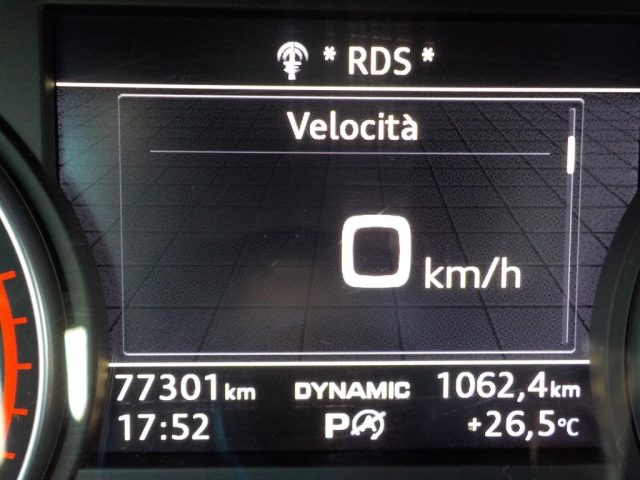 * RDS *
Velocità
0 km/h
77301 km DYNAMIC 1062,4 km
17:52 P A +26,5 °C